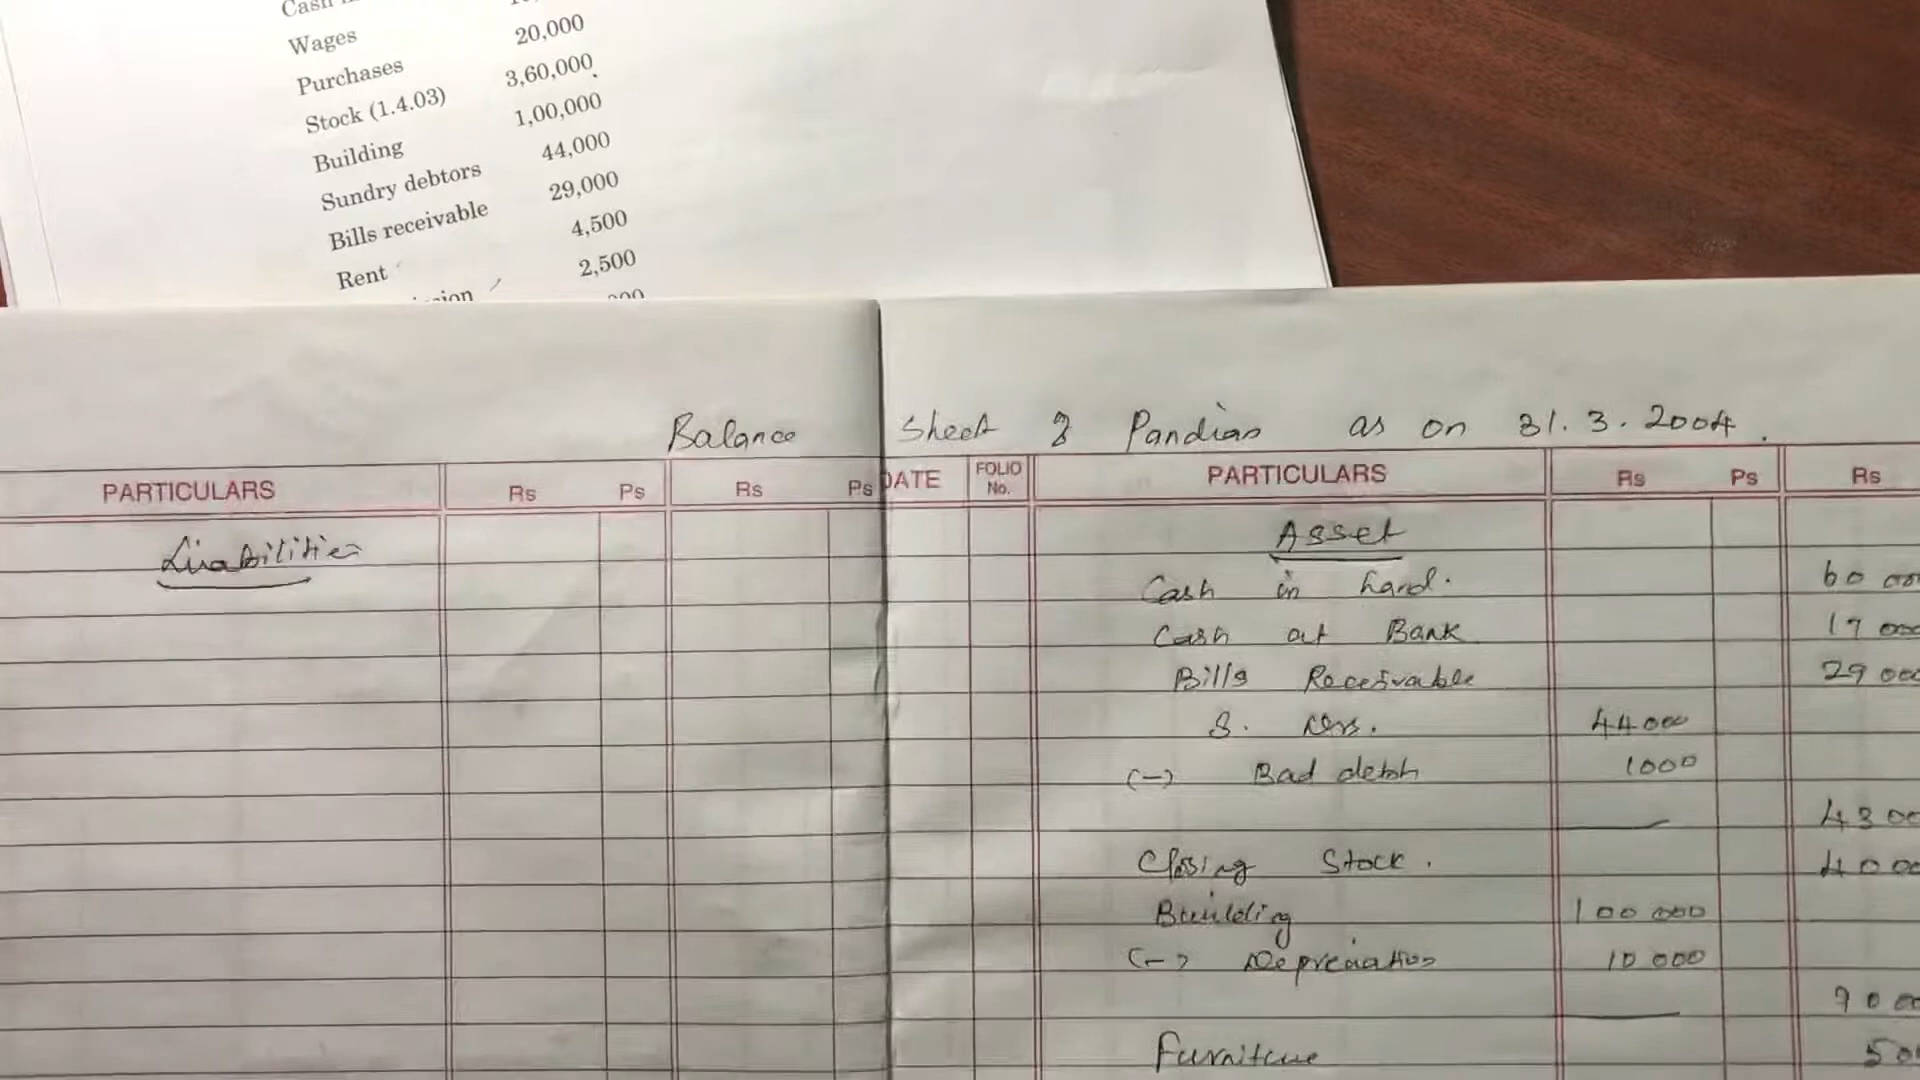 Wages
20,000
Purchases
3,60,000
Stock (1.4.03)
1,00,000
Building
44,000
Sundry debtors
29,000
Bills receivable
4,500
Rent
2,500
Balance Sheet of Pandian as on 31.3.2004.
PARTICULARS Rs Ps Rs Ps DATE FOLIO No. PARTICULARS Rs Ps Rs
Liabilities
Asset
Cash in hand.
Cash at Bank
Bills Receivable
S. Drs. 44000
(-) Bad debts 1000
Closing Stock.
Building 100 000
(-) Depreciation 10 000
Furniture